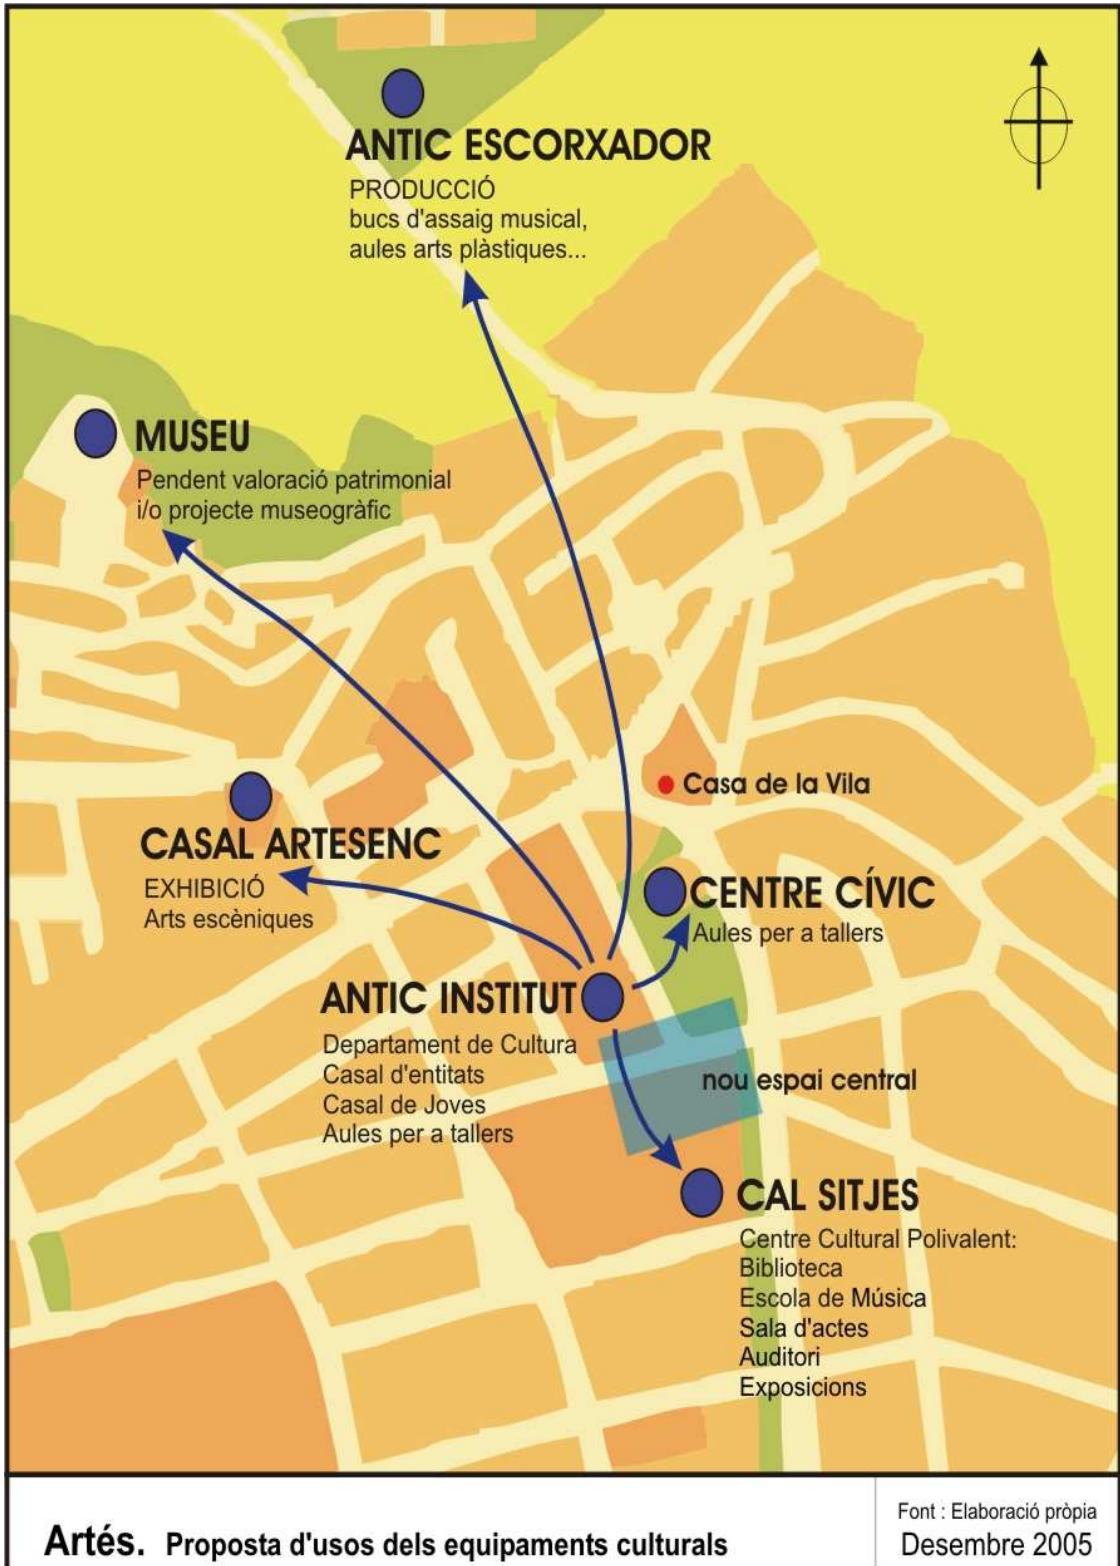 ANTIC ESCORXADOR
PRODUCCIÓ
bucs d'assaig musical,
aules arts plàstiques...
MUSEU
Pendent valoració patrimonial
i/o projecte museogràfic
Casa de la Vila
CASAL ARTESENC
EXHIBICIÓ
Arts escèniques
CENTRE CÍVIC
Aules per a tallers
ANTIC INSTITUT
Departament de Cultura
Casal d'entitats
Casal de Joves
Aules per a tallers
nou espai central
CAL SITJES
Centre Cultural Polivalent:
Biblioteca
Escola de Música
Sala d'actes
Auditori
Exposicions
Artés. Proposta d'usos dels equipaments culturals
Font : Elaboració pròpia
Desembre 2005